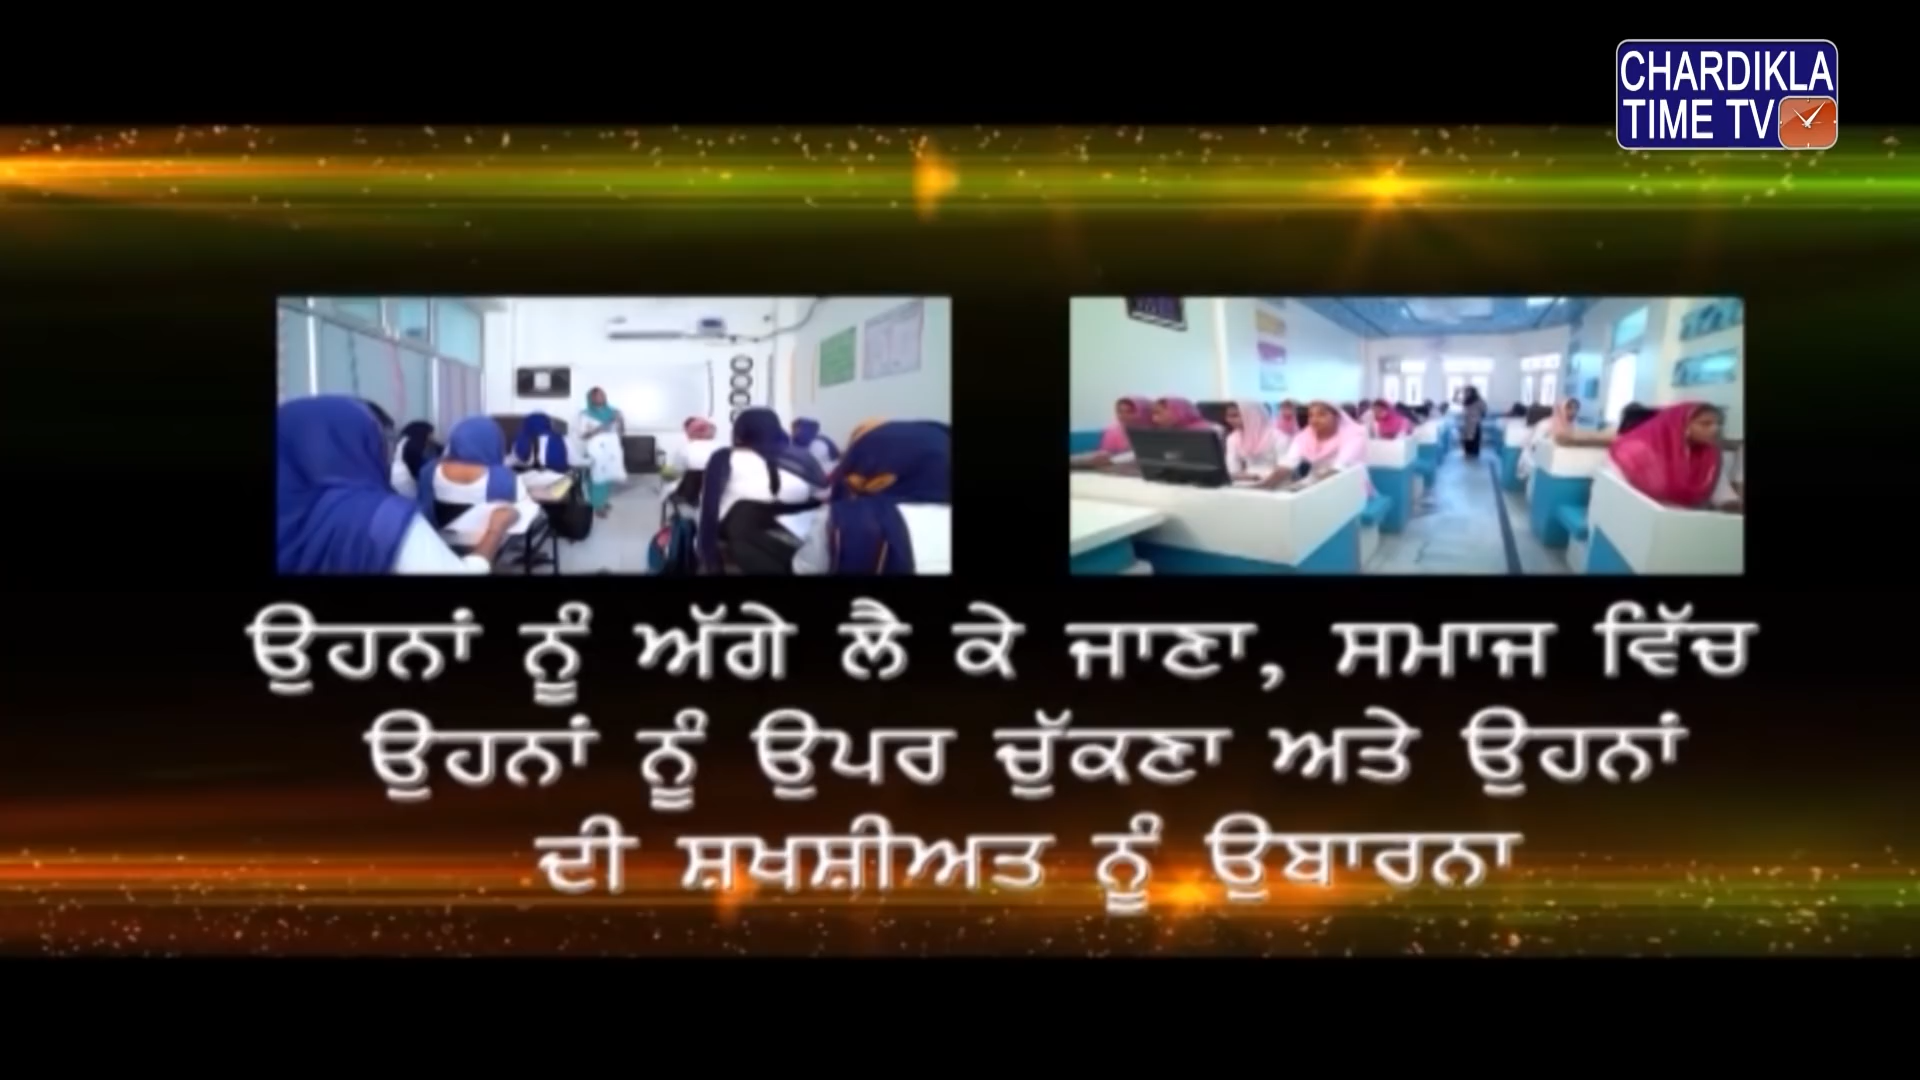 CHARDIKLA
TIME TV
ਉਹਨਾਂ ਨੂੰ ਅੱਗੇ ਲੈ ਕੇ ਜਾਣਾ, ਸਮਾਜ ਵਿੱਚ
ਉਹਨਾਂ ਨੂੰ ਉਪਰ ਚੁੱਕਣਾ ਅਤੇ ਉਹਨਾਂ
ਦੀ ਸ਼ਖਸ਼ੀਅਤ ਨੂੰ ਉਬਾਰਨਾ